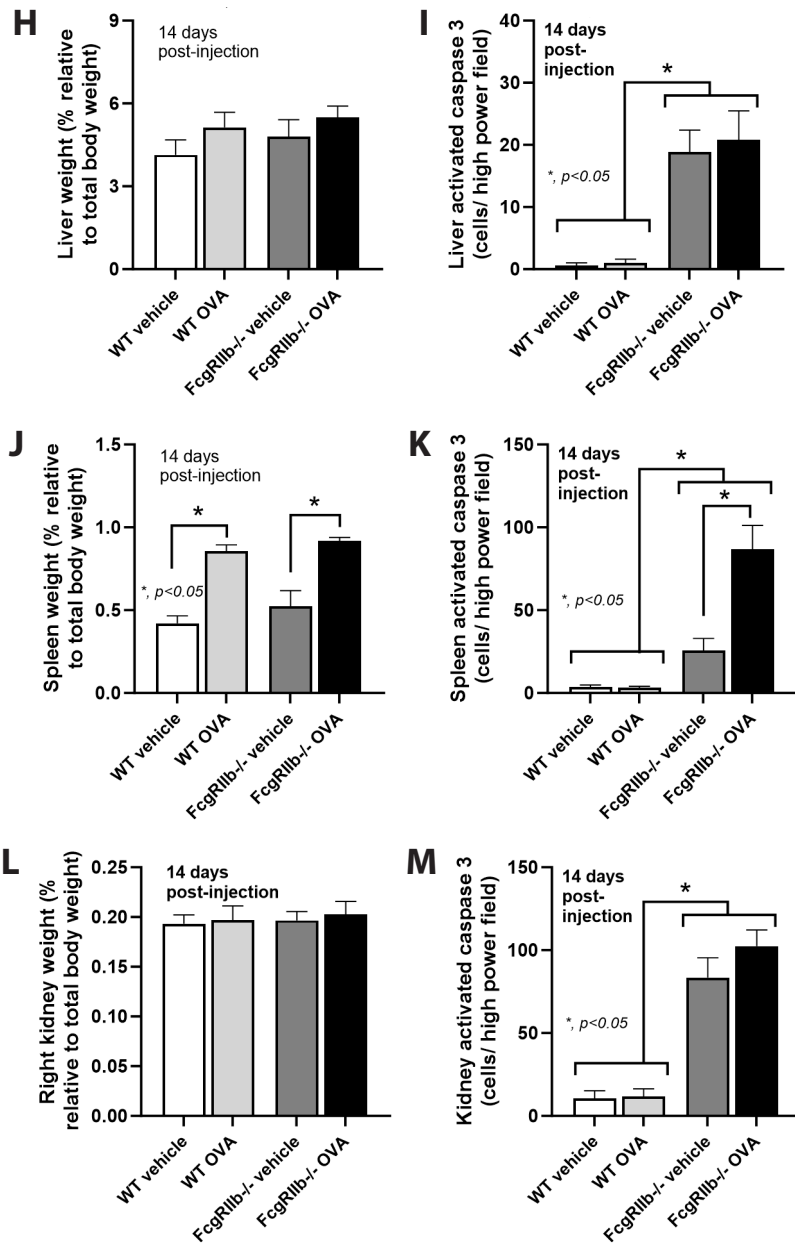 H
Liver weight (% relative
to total body weight)
9
6
3
0
14 days
post-injection
WT vehicle
WT OVA
FcgRIIb-/- vehicle
FcgRIIb-/- OVA
I
Liver activated caspase 3
(cells/ high power field)
40
30
20
10
0
14 days
post-
injection
*
*, p<0.05
WT vehicle
WT OVA
FcgRIIb-/- vehicle
FcgRIIb-/- OVA
J
Spleen weight (% relative
to total body weight)
1.5
1.0
0.5
0.0
14 days
post-injection
*
*
*, p<0.05
WT vehicle
WT OVA
FcgRIIb-/- vehicle
FcgRIIb-/- OVA
K
Spleen activated caspase 3
(cells/ high power field)
150
100
50
0
14 days
post-
injection
*
*
*, p<0.05
WT vehicle
WT OVA
FcgRIIb-/- vehicle
FcgRIIb-/- OVA
L
Right kidney weight (%
relative to total body weight)
0.25
0.20
0.15
0.10
0.05
0.00
14 days
post-injection
WT vehicle
WT OVA
FcgRIIb-/- vehicle
FcgRIIb-/- OVA
M
Kidney activated caspase 3
(cells/ high power field)
150
100
50
0
14 days
post-
injection
*
*, p<0.05
WT vehicle
WT OVA
FcgRIIb-/- vehicle
FcgRIIb-/- OVA